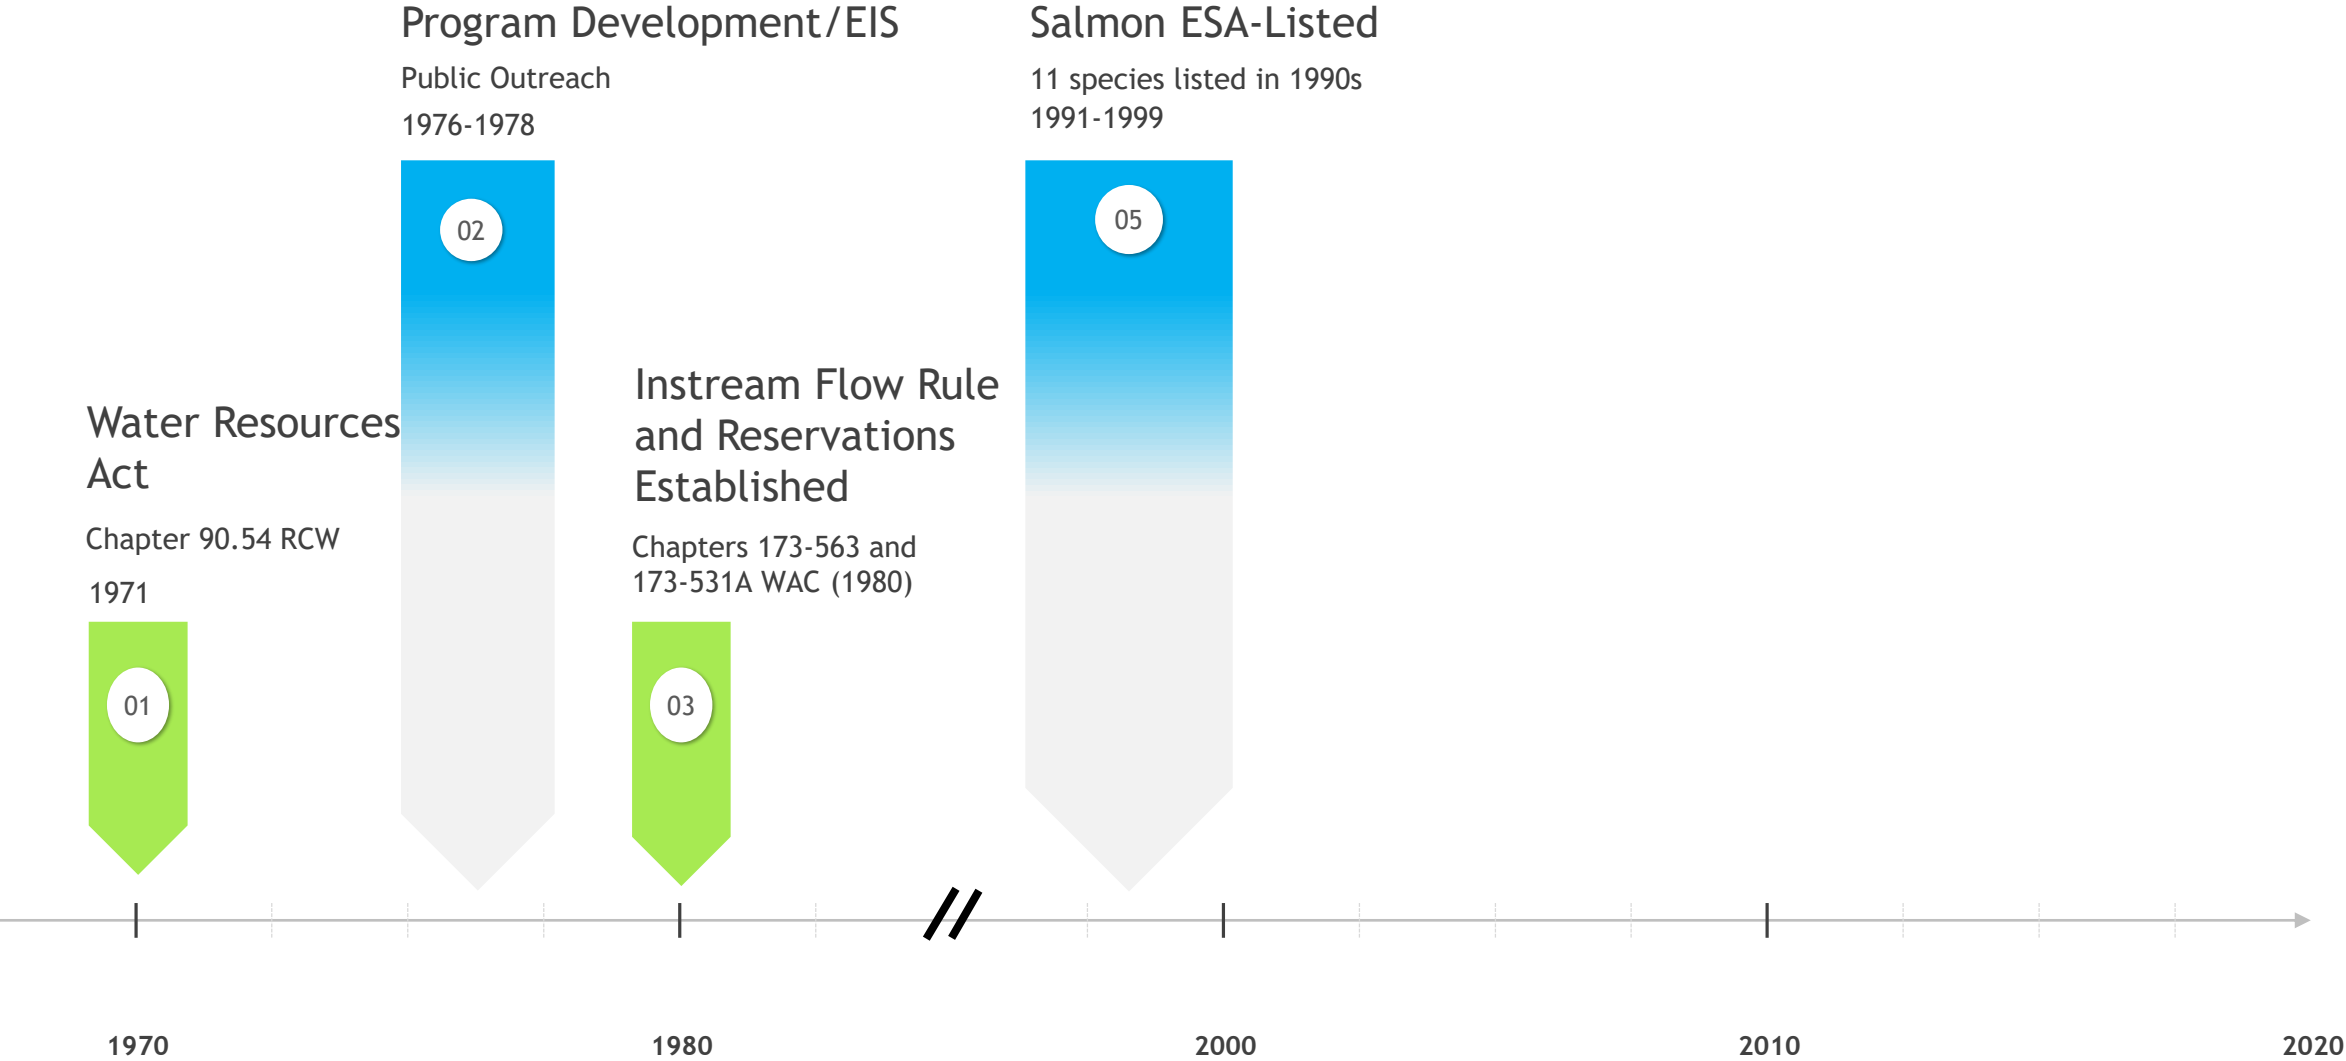 Program Development/EIS
Public Outreach
1976-1978
Salmon ESA-Listed
11 species listed in 1990s
1991-1999
02
05
Water Resources
Act
Chapter 90.54 RCW
1971
Instream Flow Rule
and Reservations
Established
Chapters 173-563 and
173-531A WAC (1980)
01
03
1970
1980
2000
2010
2020